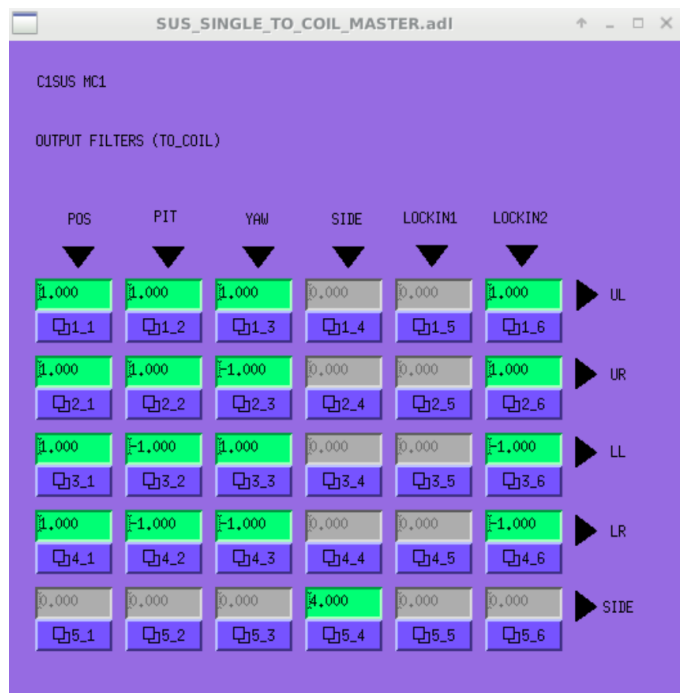 SUS_SINGLE_TO_COIL_MASTER.adl
C1SUS MC1
OUTPUT FILTERS (TO_COIL)
POS PIT YAW SIDE LOCKIN1 LOCKIN2
1.000 1.000 1.000 0.000 0.000 1.000 UL
1_1 1_2 1_3 1_4 1_5 1_6
1.000 1.000 -1.000 0.000 0.000 1.000 UR
2_1 2_2 2_3 2_4 2_5 2_6
1.000 -1.000 1.000 0.000 0.000 -1.000 LL
3_1 3_2 3_3 3_4 3_5 3_6
1.000 -1.000 -1.000 0.000 0.000 -1.000 LR
4_1 4_2 4_3 4_4 4_5 4_6
0.000 0.000 0.000 4.000 0.000 0.000 SIDE
5_1 5_2 5_3 5_4 5_5 5_6